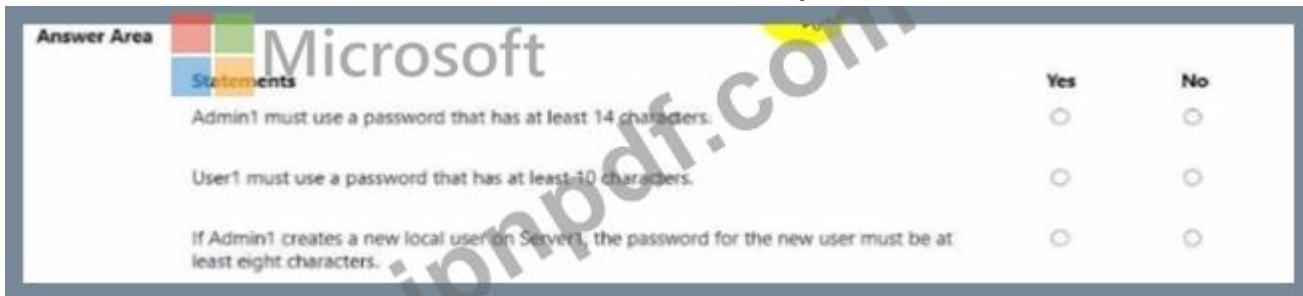 Answer Area
Microsoft
Statements
Yes
No
Admin1 must use a password that has at least 14 characters.
User1 must use a password that has at least 10 characters.
If Admin1 creates a new local user on Server1, the password for the new user must be at
least eight characters.
jpnpdf.com